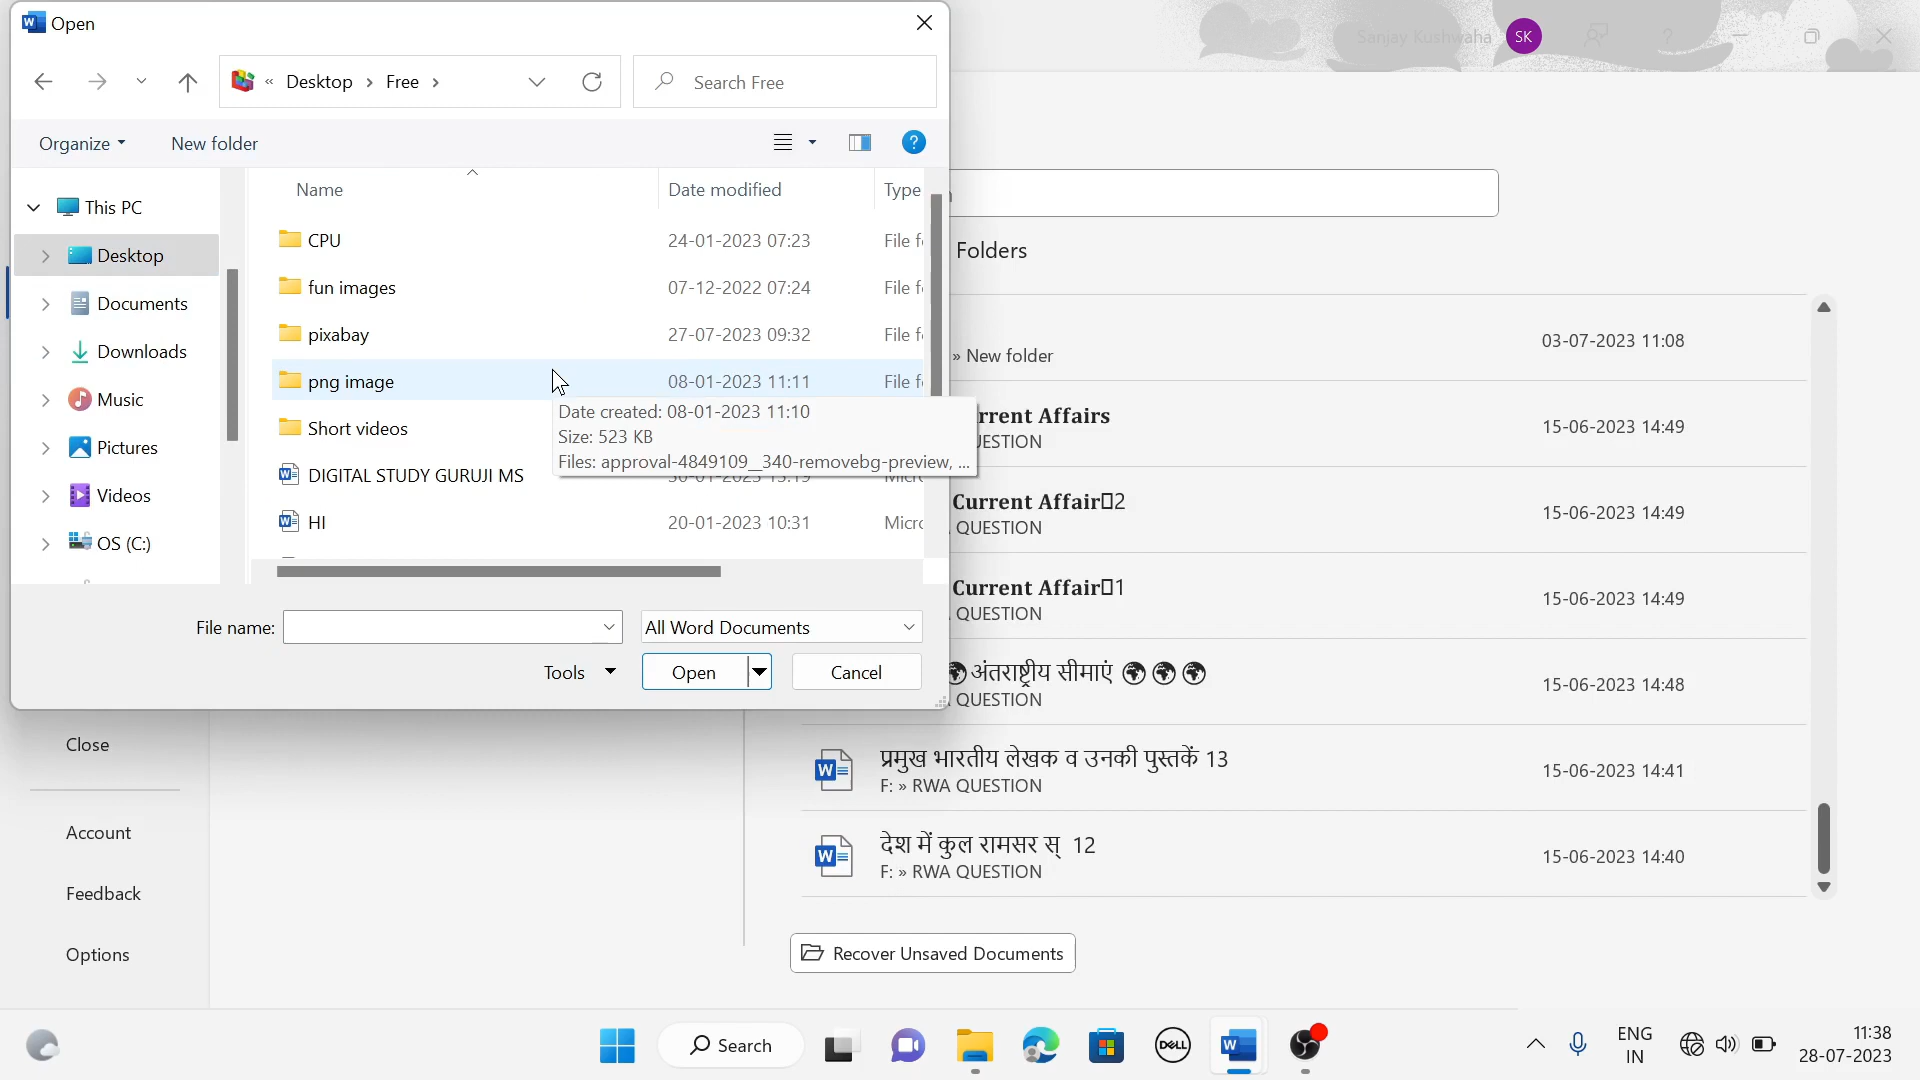 Open
Sanjay Kushwaha SK
« Desktop › Free ›
Search Free
Organize
New folder
Name Date modified Type
This PC
Desktop
Documents
Downloads
Music
Pictures
Videos
OS (C:)
CPU 24-01-2023 07:23 File f
fun images 07-12-2022 07:24 File f
pixabay 27-07-2023 09:32 File f
png image 08-01-2023 11:11 File f
Date created: 08-01-2023 11:10
Size: 523 KB
Files: approval-4849109__340-removebg-preview, ...
Short videos
DIGITAL STUDY GURUJI MS
HI 20-01-2023 10:31 Micro
File name:
All Word Documents
Tools Open Cancel
Folders
» New folder
03-07-2023 11:08
rrent Affairs
ESTION
15-06-2023 14:49
Current Affair▯2
QUESTION
15-06-2023 14:49
Current Affair▯1
QUESTION
15-06-2023 14:49
🌍अंतराष्ट्रीय सीमाएं 🌍🌍🌍
QUESTION
15-06-2023 14:48
प्रमुख भारतीय लेखक व उनकी पुस्तकें 13
F: » RWA QUESTION
15-06-2023 14:41
देश में कुल रामसर स् 12
F: » RWA QUESTION
15-06-2023 14:40
Recover Unsaved Documents
Close
Account
Feedback
Options
Search
DELL
ENG
IN
11:38
28-07-2023